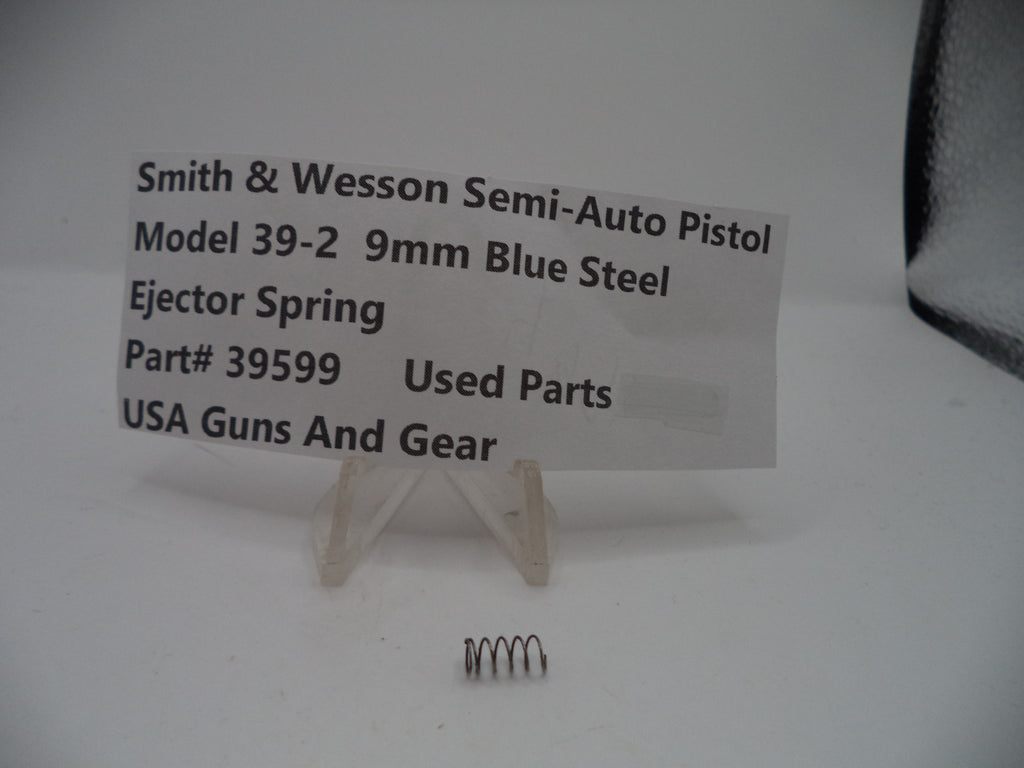 Smith & Wesson Semi-Auto Pistol
Model 39-2 9mm Blue Steel
Ejector Spring
Part# 39599 Used Parts
USA Guns And Gear